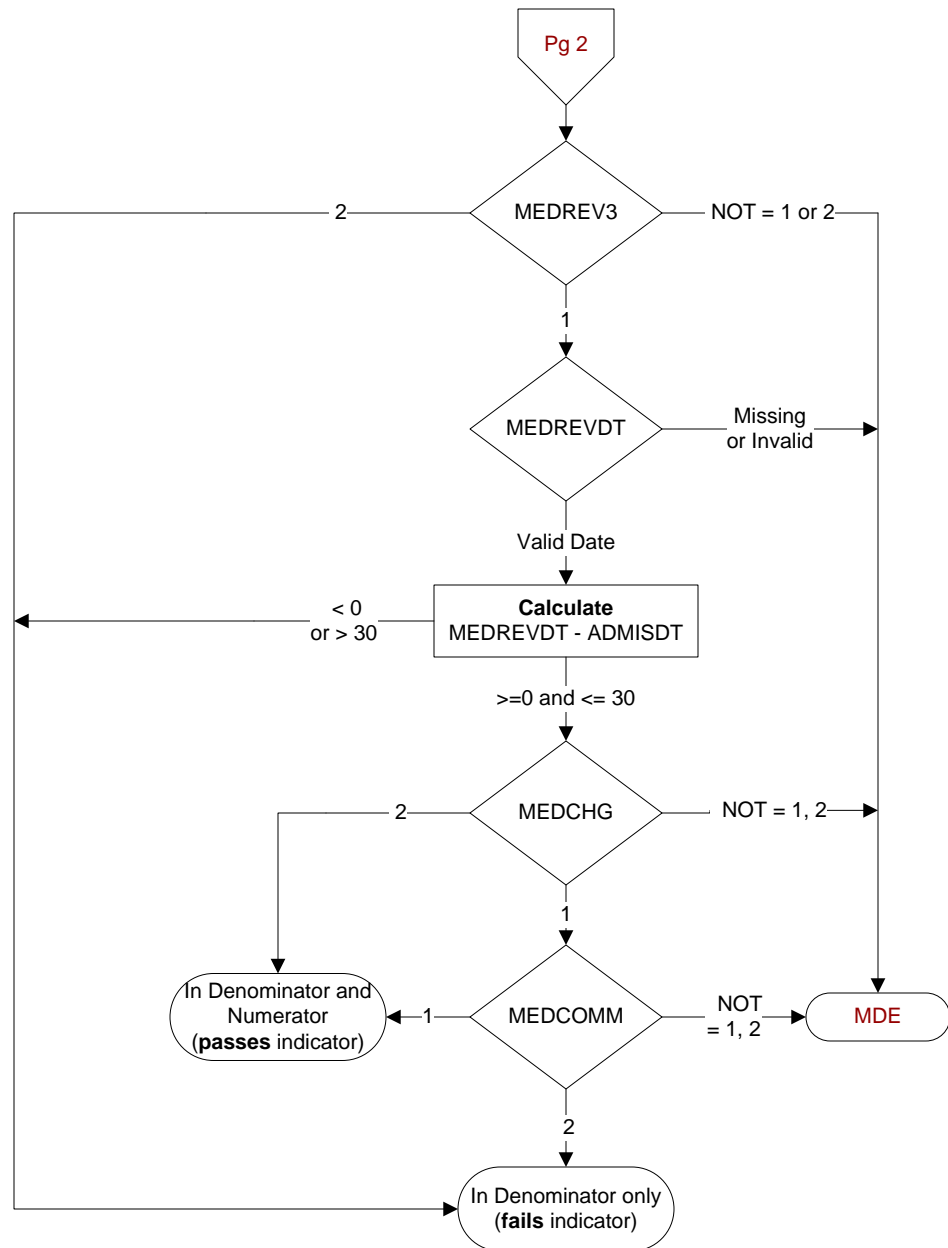 Pg 2
2
MEDREV3
NOT = 1 or 2
1
MEDREVDT
Missing
or Invalid
Valid Date
< 0
or > 30
Calculate
MEDREVDT - ADMISDT
>=0 and <= 30
2
MEDCHG
NOT = 1, 2
1
In Denominator and
Numerator
(passes indicator)
1
MEDCOMM
NOT
= 1, 2
MDE
2
In Denominator only
(fails indicator)